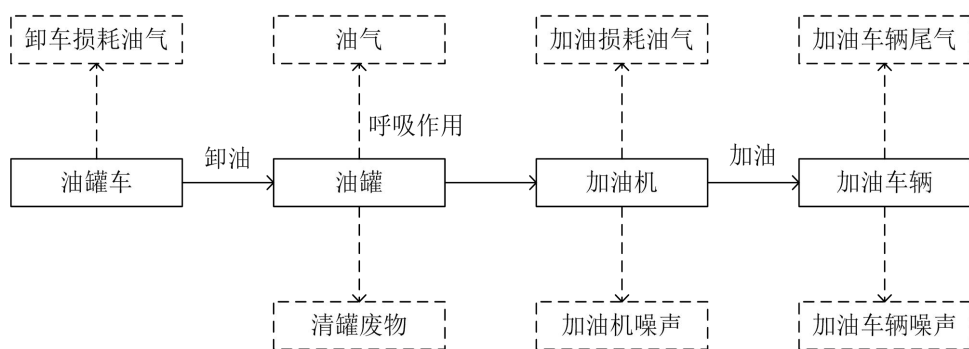 卸车损耗油气
油气
加油损耗油气
加油车辆尾气
呼吸作用
卸油
加油
油罐车
油罐
加油机
加油车辆
清罐废物
加油机噪声
加油车辆噪声